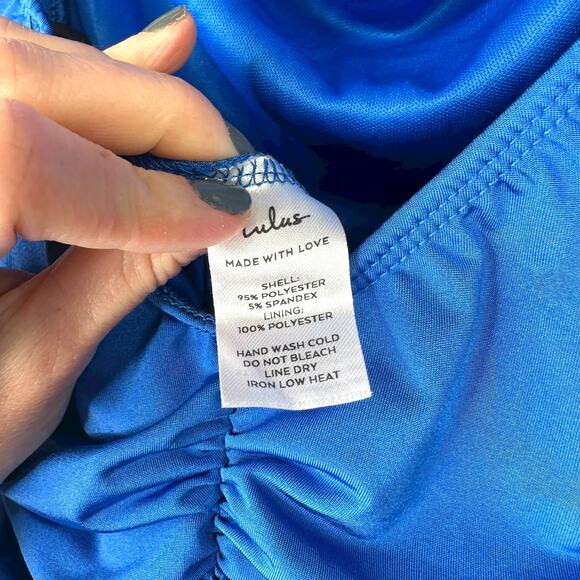 lulus
MADE WITH LOVE
SHELL:
95% POLYESTER
5% SPANDEX
LINING:
100% POLYESTER
HAND WASH COLD
DO NOT BLEACH
LINE DRY
IRON LOW HEAT